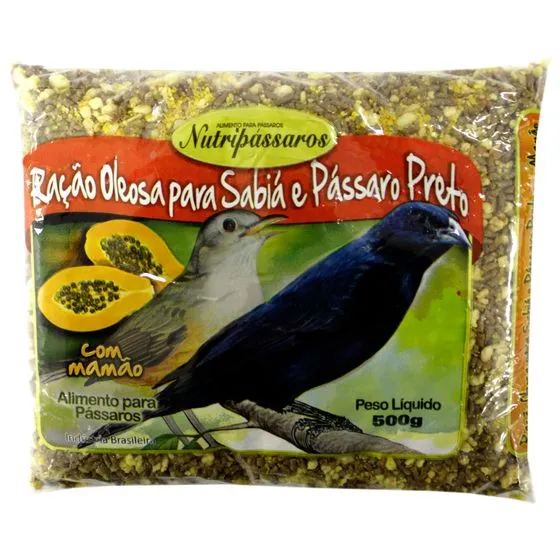 ALIMENTO PARA PÁSSAROS
Nutripássaros
Ração Oleosa para Sabiá e Pássaro Preto
com
mamão
Alimento para
Pássaros
Indústria Brasileira
Peso Líquido
500g